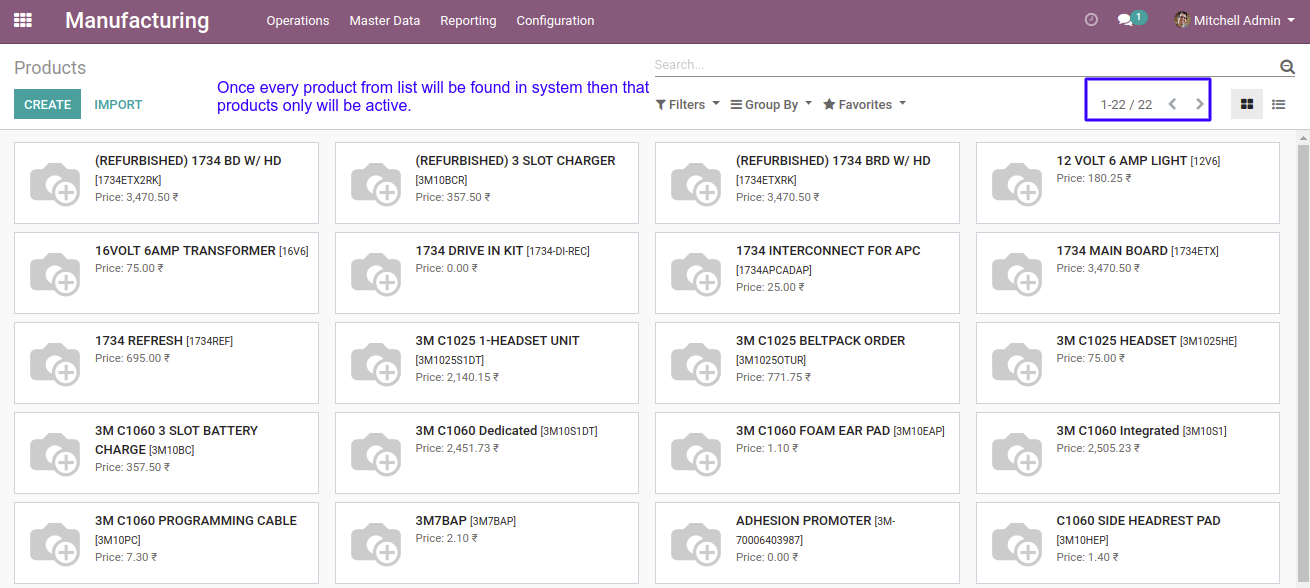 Manufacturing Operations Master Data Reporting Configuration 1 Mitchell Admin
Products Search...
Once every product from list will be found in system then that
products only will be active.
CREATE IMPORT Filters Group By Favorites 1-22 / 22
(REFURBISHED) 1734 BD W/ HD
[1734ETX2RK]
Price: 3,470.50 ₹
(REFURBISHED) 3 SLOT CHARGER
[3M10BCR]
Price: 357.50 ₹
(REFURBISHED) 1734 BRD W/ HD
[1734ETXRK]
Price: 3,470.50 ₹
12 VOLT 6 AMP LIGHT [12V6]
Price: 180.25 ₹
16VOLT 6AMP TRANSFORMER [16V6]
Price: 75.00 ₹
1734 DRIVE IN KIT [1734-DI-REC]
Price: 0.00 ₹
1734 INTERCONNECT FOR APC
[1734APCADAP]
Price: 25.00 ₹
1734 MAIN BOARD [1734ETX]
Price: 3,470.50 ₹
1734 REFRESH [1734REF]
Price: 695.00 ₹
3M C1025 1-HEADSET UNIT
[3M1025S1DT]
Price: 2,140.15 ₹
3M C1025 BELTPACK ORDER
[3M1025OTUR]
Price: 771.75 ₹
3M C1025 HEADSET [3M1025HE]
Price: 75.00 ₹
3M C1060 3 SLOT BATTERY
CHARGE [3M10BC]
Price: 357.50 ₹
3M C1060 Dedicated [3M10S1DT]
Price: 2,451.73 ₹
3M C1060 FOAM EAR PAD [3M10EAP]
Price: 1.10 ₹
3M C1060 Integrated [3M10S1]
Price: 2,505.23 ₹
3M C1060 PROGRAMMING CABLE
[3M10PC]
Price: 7.30 ₹
3M7BAP [3M7BAP]
Price: 2.10 ₹
ADHESION PROMOTER [3M-
70006403987]
Price: 0.00 ₹
C1060 SIDE HEADREST PAD
[3M10HEP]
Price: 1.40 ₹